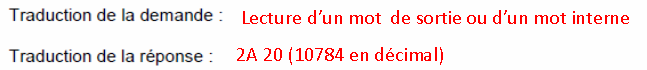 Traduction de la demande : Lecture d’un mot de sortie ou d’un mot interne
Traduction de la réponse : 2A 20 (10784 en décimal)